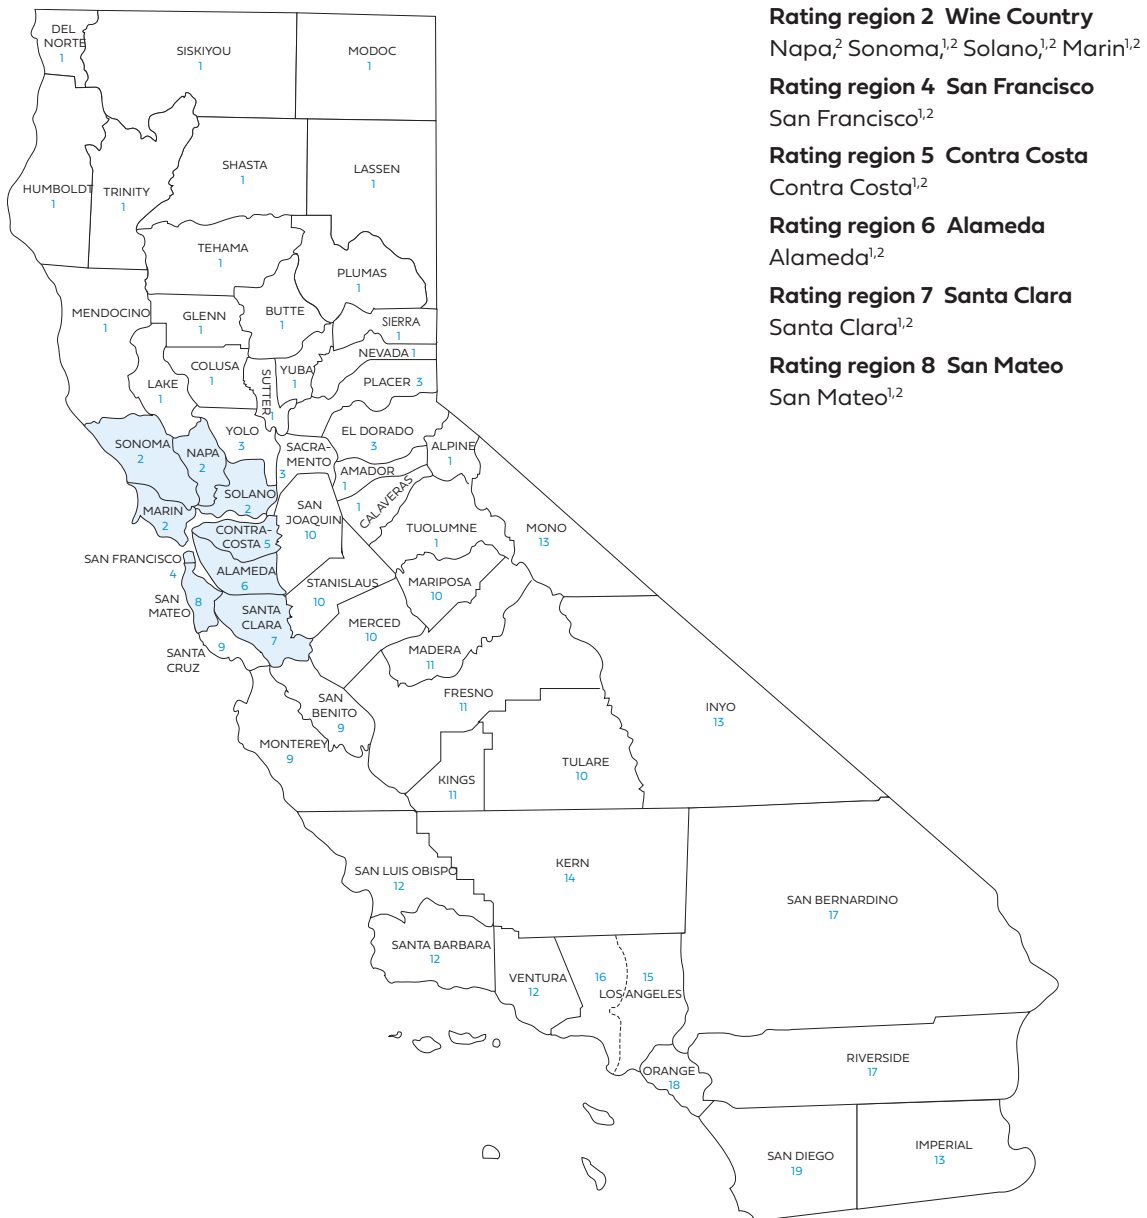 Rating region 2 Wine Country
Napa,² Sonoma,¹,² Solano,¹,² Marin¹,²
Rating region 4 San Francisco
San Francisco¹,²
Rating region 5 Contra Costa
Contra Costa¹,²
Rating region 6 Alameda
Alameda¹,²
Rating region 7 Santa Clara
Santa Clara¹,²
Rating region 8 San Mateo
San Mateo¹,²
DEL
NORTE
1
SISKIYOU
1
MODOC
1
HUMBOLDT
1
TRINITY
1
SHASTA
1
LASSEN
1
TEHAMA
1
PLUMAS
1
MENDOCINO
1
GLENN
1
BUTTE
1
SIERRA
1
NEVADA 1
PLACER 3
LAKE
1
COLUSA
1
SUTTER
1
YUBA
1
SONOMA
2
NAPA
2
YOLO
3
SACRA-
MENTO
3
EL DORADO
3
ALPINE
1
AMADOR
1
CALAVERAS
1
MARIN
2
SOLANO
2
SAN
JOAQUIN
10
TUOLUMNE
1
MONO
13
CONTRA-
COSTA 5
SAN FRANCISCO
4
ALAMEDA
6
STANISLAUS
10
MARIPOSA
10
SAN
MATEO
8
SANTA
CLARA
7
MERCED
10
MADERA
11
SANTA
CRUZ
9
SAN
BENITO
9
FRESNO
11
INYO
13
MONTEREY
9
KINGS
11
TULARE
10
SAN LUIS OBISPO
12
KERN
14
SAN BERNARDINO
17
SANTA BARBARA
12
VENTURA
12
16
15
LOS ANGELES
ORANGE
18
RIVERSIDE
17
SAN DIEGO
19
IMPERIAL
13